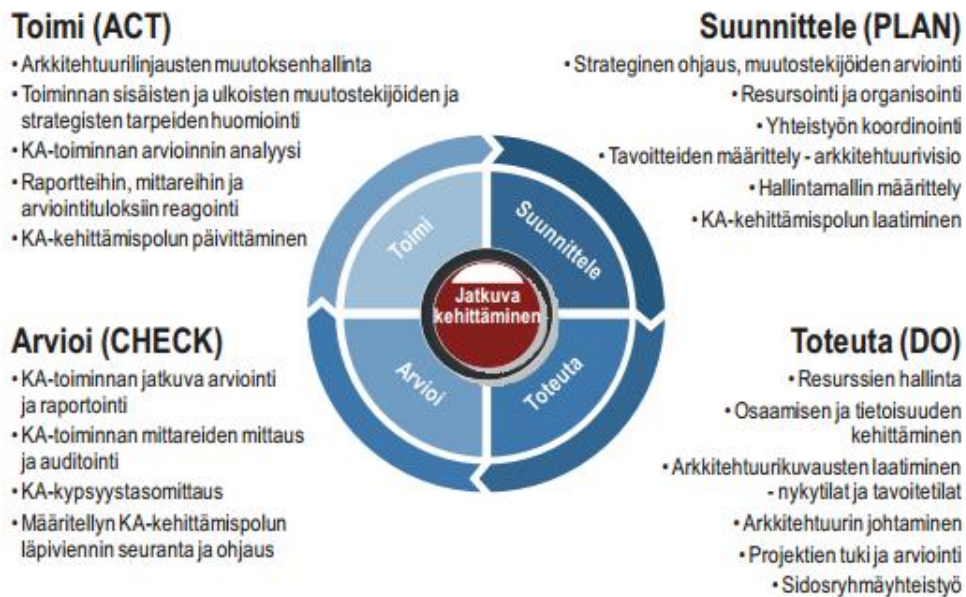 Toimi (ACT)
• Arkkitehtuurilinjausten muutoksenhallinta
• Toiminnan sisäisten ja ulkoisten muutostekijöiden ja
strategisten tarpeiden huomiointi
• KA-toiminnan arvioinnin analyysi
• Raportteihin, mittareihin ja
arviointituloksiin reagointi
• KA-kehittämispolun päivittäminen
Suunnittele (PLAN)
• Strateginen ohjaus, muutostekijöiden arviointi
• Resursointi ja organisointi
• Yhteistyön koordinointi
• Tavoitteiden määrittely - arkkitehtuurivisio
• Hallintamallin määrittely
• KA-kehittämispolun laatiminen
Toimi
Suunnittele
Jatkuva
kehittäminen
Arvioi
Toteuta
Arvioi (CHECK)
• KA-toiminnan jatkuva arviointi
ja raportointi
• KA-toiminnan mittareiden mittaus
ja auditointi
• KA-kypsyystasomittaus
• Määritellyn KA-kehittämispolun
läpiviennin seuranta ja ohjaus
Toteuta (DO)
• Resurssien hallinta
• Osaamisen ja tietoisuuden
kehittäminen
• Arkkitehtuurikuvausten laatiminen
- nykytilat ja tavoitetilat
• Arkkitehtuurin johtaminen
• Projektien tuki ja arviointi
• Sidosryhmäyhteistyö